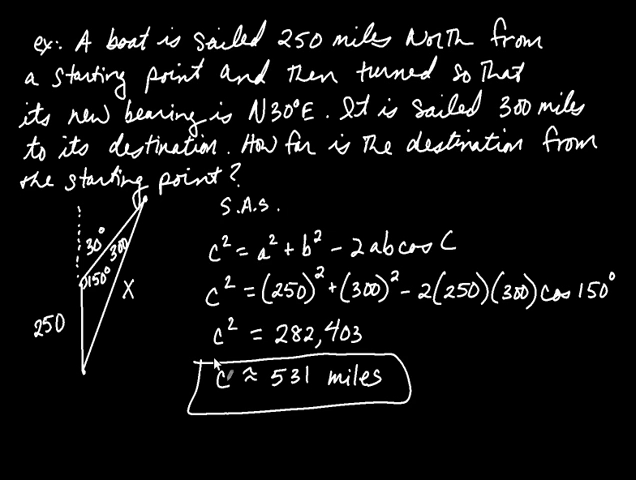 ex: A boat is sailed 250 miles North from
a starting point and then turned so that
its new bearing is N30°E. It is sailed 300 miles
to its destination. How far is the destination from
the starting point?
S.A.S.
c² = a² + b² - 2ab cos C
c² = (250)² + (300)² - 2(250)(300) cos 150°
c² = 282,403
c ≈ 531 miles
30°
300
150°
X
250